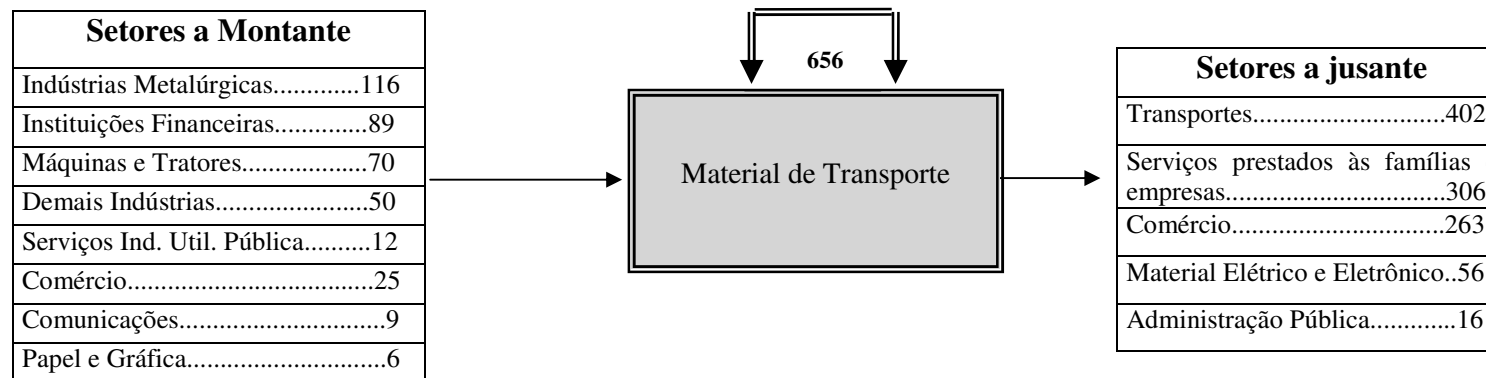 Setores a Montante
Indústrias Metalúrgicas.............116
Instituições Financeiras..............89
Máquinas e Tratores...................70
Demais Indústrias.......................50
Serviços Ind. Util. Pública..........12
Comércio.....................................25
Comunicações...............................9
Papel e Gráfica..............................6
656
Material de Transporte
Setores a jusante
Transportes.............................402
Serviços prestados às famílias
empresas.................................306
Comércio................................263
Material Elétrico e Eletrônico..56
Administração Pública.............16